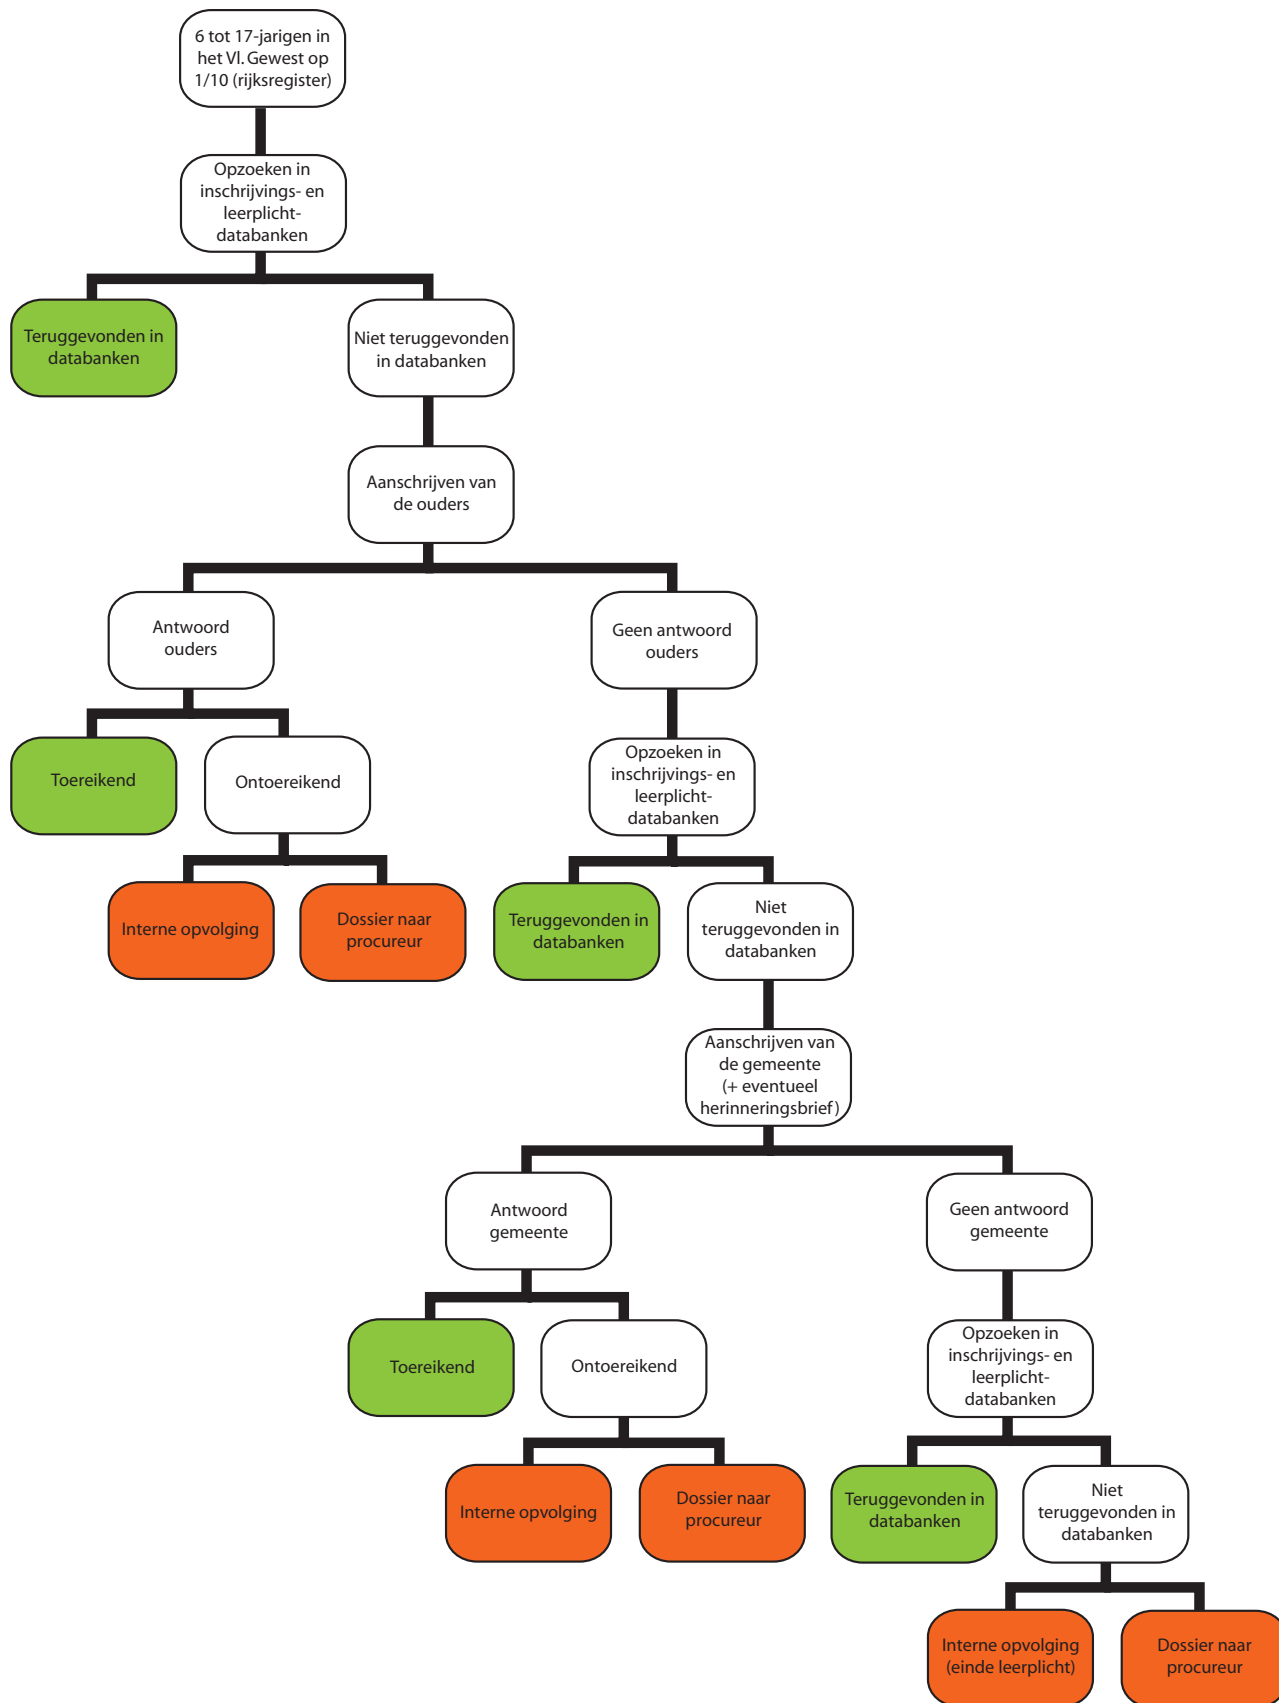 6 tot 17-jarigen in
het Vl. Gewest op
1/10 (rijksregister)
Opzoeken in
inschrijvings- en
leerplicht-
databanken
Teruggevonden in
databanken
Niet teruggevonden
in databanken
Aanschrijven van
de ouders
Antwoord
ouders
Geen antwoord
ouders
Toereikend
Ontoereikend
Opzoeken in
inschrijvings- en
leerplicht-
databanken
Interne opvolging
Dossier naar
procureur
Teruggevonden in
databanken
Niet
teruggevonden in
databanken
Aanschrijven van
de gemeente
(+ eventueel
herinneringsbrief)
Antwoord
gemeente
Geen antwoord
gemeente
Toereikend
Ontoereikend
Opzoeken in
inschrijvings- en
leerplicht-
databanken
Interne opvolging
Dossier naar
procureur
Teruggevonden in
databanken
Niet
teruggevonden in
databanken
Interne opvolging
(einde leerplicht)
Dossier naar
procureur